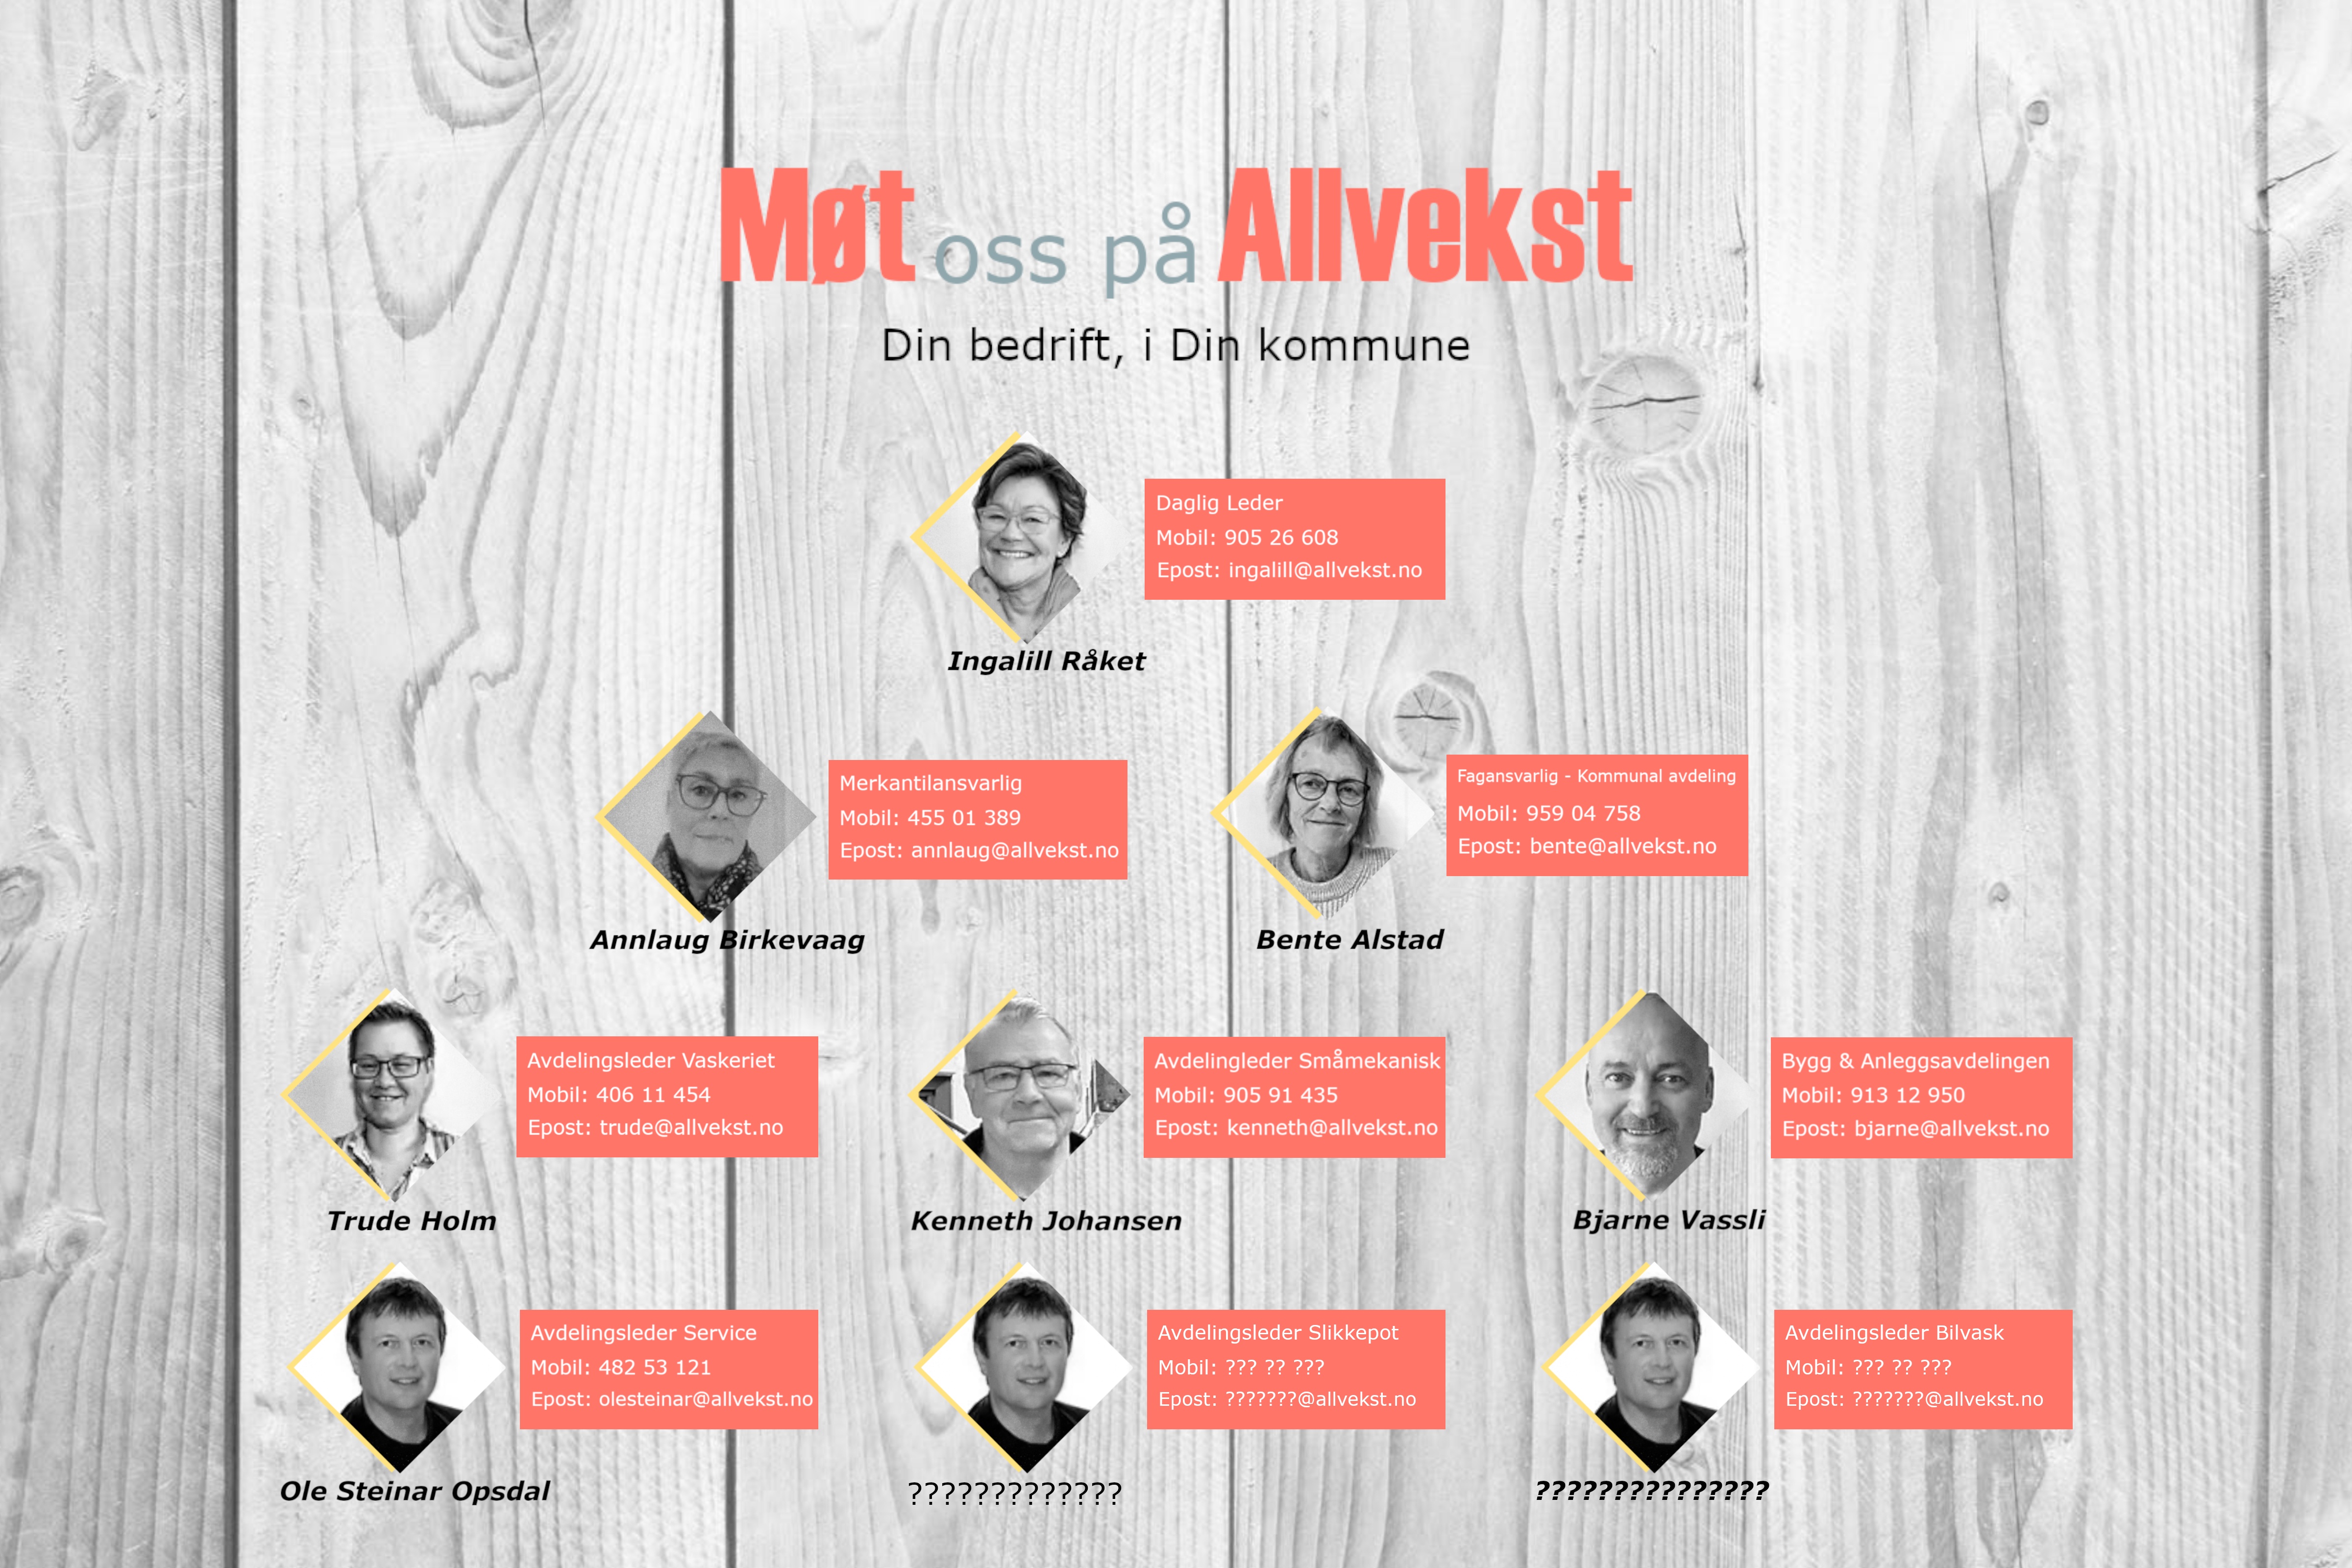 Møt oss på Allvekst
Din bedrift, i Din kommune
Daglig Leder
Mobil: 905 26 608
Epost: ingalill@allvekst.no
Ingalill Råket
Merkantilansvarlig
Mobil: 455 01 389
Epost: annlaug@allvekst.no
Annlaug Birkevaag
Fagansvarlig - Kommunal avdeling
Mobil: 959 04 758
Epost: bente@allvekst.no
Bente Alstad
Avdelingsleder Vaskeriet
Mobil: 406 11 454
Epost: trude@allvekst.no
Trude Holm
Avdelingleder Småmekanisk
Mobil: 905 91 435
Epost: kenneth@allvekst.no
Kenneth Johansen
Bygg & Anleggsavdelingen
Mobil: 913 12 950
Epost: bjarne@allvekst.no
Bjarne Vassli
Avdelingsleder Service
Mobil: 482 53 121
Epost: olesteinar@allvekst.no
Ole Steinar Opsdal
Avdelingsleder Slikkepot
Mobil: ??? ?? ???
Epost: ???????@allvekst.no
?????????????
Avdelingsleder Bilvask
Mobil: ??? ?? ???
Epost: ???????@allvekst.no
???????????????